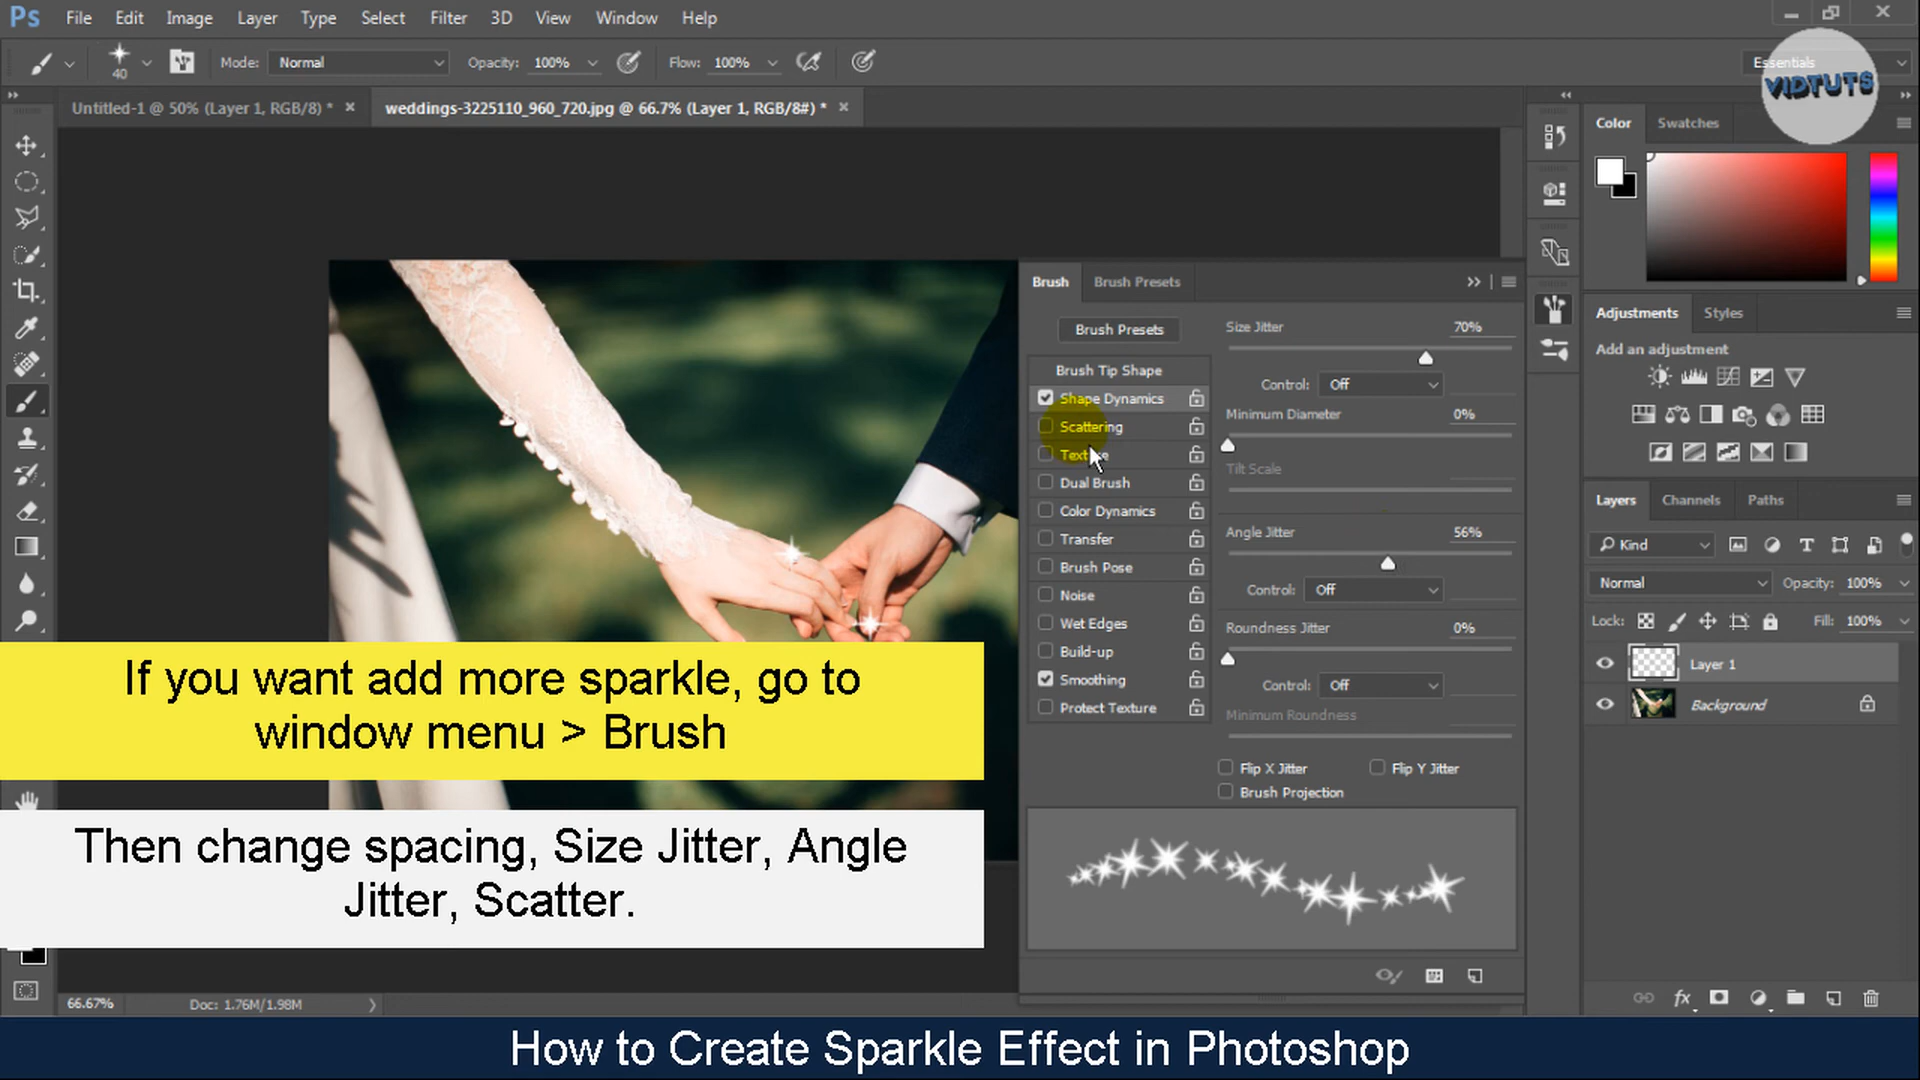 Ps File Edit Image Layer Type Select Filter 3D View Window Help
40 Mode: Normal Opacity: 100% Flow: 100% Essentials
VIDTUTS
Untitled-1 @ 50% (Layer 1, RGB/8) * × weddings-3225110_960_720.jpg @ 66.7% (Layer 1, RGB/8#) * ×
Color Swatches
Brush Brush Presets
Brush Presets
Brush Tip Shape
Shape Dynamics
Scattering
Texture
Dual Brush
Color Dynamics
Transfer
Brush Pose
Noise
Wet Edges
Build-up
Smoothing
Protect Texture
Size Jitter 70%
Control: Off
Minimum Diameter 0%
Tilt Scale
Angle Jitter 56%
Control: Off
Roundness Jitter 0%
Control: Off
Minimum Roundness
Flip X Jitter Flip Y Jitter
Brush Projection
Adjustments Styles
Add an adjustment
Layers Channels Paths
Kind
Normal Opacity: 100%
Lock: Fill: 100%
Layer 1
Background
fx
If you want add more sparkle, go to
window menu > Brush
Then change spacing, Size Jitter, Angle
Jitter, Scatter.
66.67% Doc: 1.76M/1.98M
How to Create Sparkle Effect in Photoshop